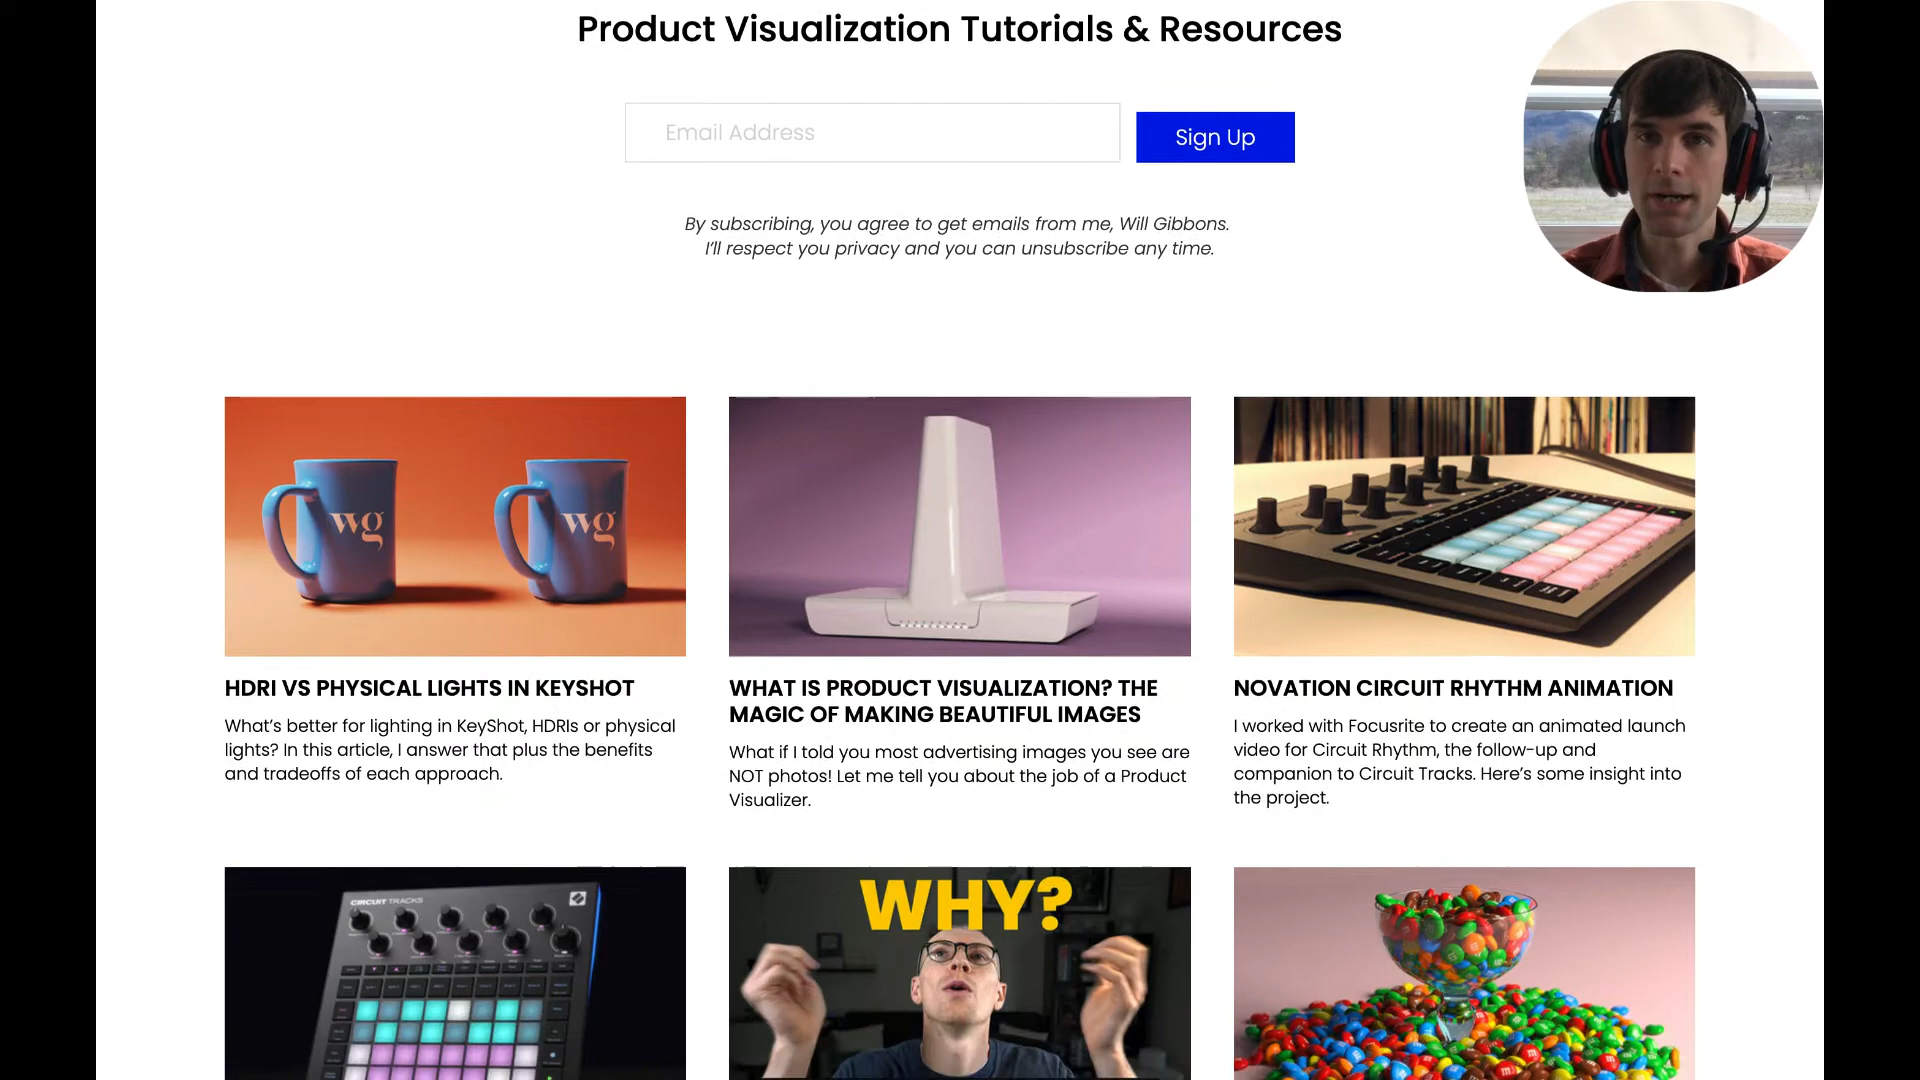 Product Visualization Tutorials & Resources
Email Address
Sign Up
By subscribing, you agree to get emails from me, Will Gibbons.
I'll respect you privacy and you can unsubscribe any time.
wg
wg
HDRI VS PHYSICAL LIGHTS IN KEYSHOT
What's better for lighting in KeyShot, HDRIs or physical
lights? In this article, I answer that plus the benefits
and tradeoffs of each approach.
WHAT IS PRODUCT VISUALIZATION? THE
MAGIC OF MAKING BEAUTIFUL IMAGES
What if I told you most advertising images you see are
NOT photos! Let me tell you about the job of a Product
Visualizer.
NOVATION CIRCUIT RHYTHM ANIMATION
I worked with Focusrite to create an animated launch
video for Circuit Rhythm, the follow-up and
companion to Circuit Tracks. Here's some insight into
the project.
CIRCUIT TRACKS
WHY?